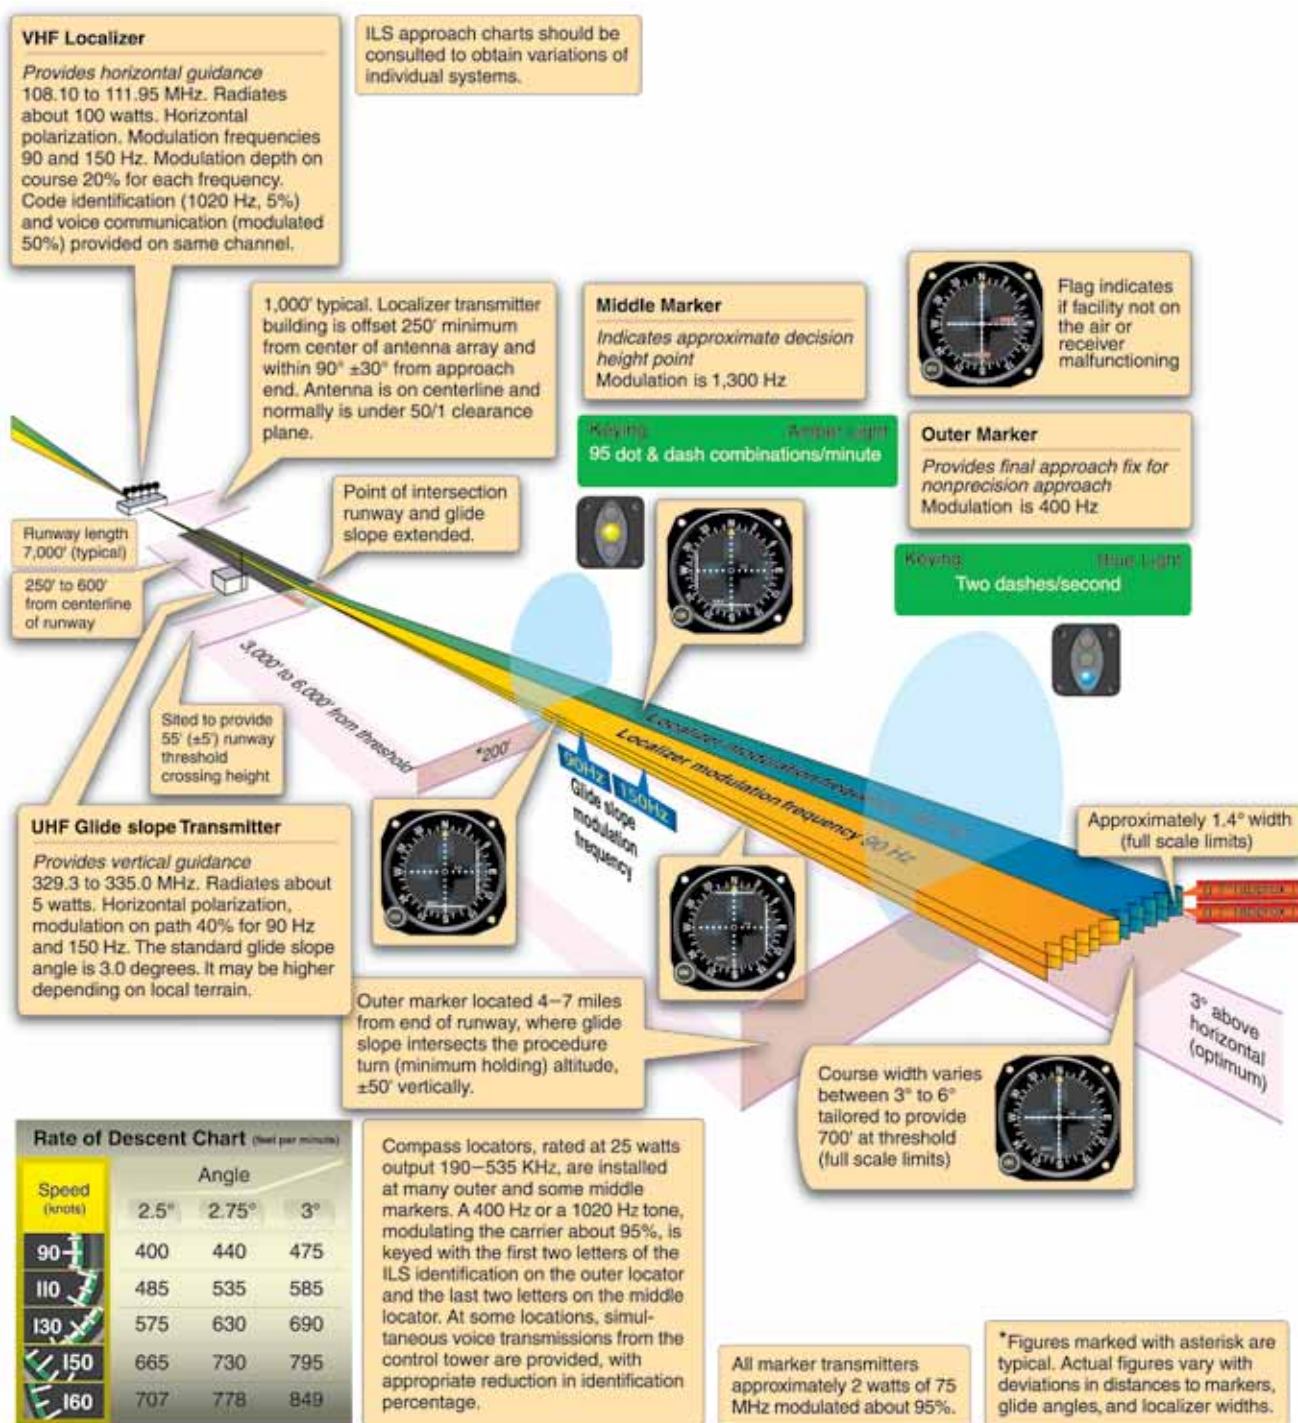 VHF Localizer
Provides horizontal guidance
108.10 to 111.95 MHz. Radiates
about 100 watts. Horizontal
polarization. Modulation frequencies
90 and 150 Hz. Modulation depth on
course 20% for each frequency.
Code identification (1020 Hz, 5%)
and voice communication (modulated
50%) provided on same channel.
ILS approach charts should be
consulted to obtain variations of
individual systems.
1,000' typical. Localizer transmitter
building is offset 250' minimum
from center of antenna array and
within 90° ±30° from approach
end. Antenna is on centerline and
normally is under 50/1 clearance
plane.
Middle Marker
Indicates approximate decision
height point
Modulation is 1,300 Hz
Keying Amber Light
95 dot & dash combinations/minute
Flag indicates
if facility not on
the air or
receiver
malfunctioning
Outer Marker
Provides final approach fix for
nonprecision approach
Modulation is 400 Hz
Keying Blue Light
Two dashes/second
Point of intersection
runway and glide
slope extended.
Runway length
7,000' (typical)
250' to 600'
from centerline
of runway
Sited to provide
55' (±5') runway
threshold
crossing height
3,000' to 6,000' from threshold
*200'
90Hz 150Hz
Glide slope
modulation
frequency
Localizer modulation frequency
Localizer modulation frequency 90 Hz
Approximately 1.4° width
(full scale limits)
UHF Glide slope Transmitter
Provides vertical guidance
329.3 to 335.0 MHz. Radiates about
5 watts. Horizontal polarization,
modulation on path 40% for 90 Hz
and 150 Hz. The standard glide slope
angle is 3.0 degrees. It may be higher
depending on local terrain.
Outer marker located 4–7 miles
from end of runway, where glide
slope intersects the procedure
turn (minimum holding) altitude,
±50' vertically.
3° above
horizontal
(optimum)
Course width varies
between 3° to 6°
tailored to provide
700' at threshold
(full scale limits)
Rate of Descent Chart (feet per minute)
Speed
(knots)
Angle
2.5° 2.75° 3°
90 400 440 475
110 485 535 585
130 575 630 690
150 665 730 795
160 707 778 849
Compass locators, rated at 25 watts
output 190–535 KHz, are installed
at many outer and some middle
markers. A 400 Hz or a 1020 Hz tone,
modulating the carrier about 95%, is
keyed with the first two letters of the
ILS identification on the outer locator
and the last two letters on the middle
locator. At some locations, simul-
taneous voice transmissions from the
control tower are provided, with
appropriate reduction in identification
percentage.
All marker transmitters
approximately 2 watts of 75
MHz modulated about 95%.
*Figures marked with asterisk are
typical. Actual figures vary with
deviations in distances to markers,
glide angles, and localizer widths.